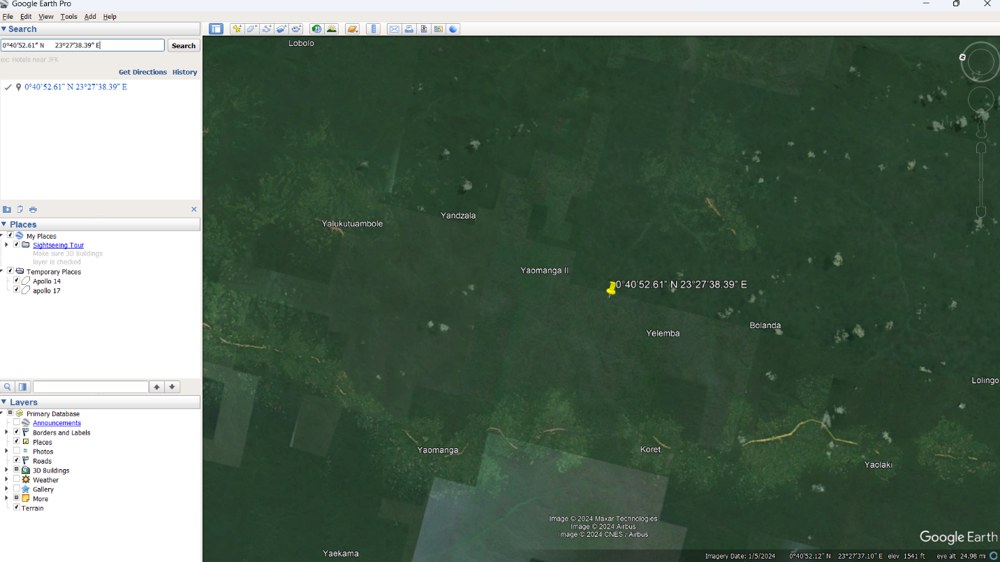 Google Earth Pro
File Edit View Tools Add Help
Search
0°40'52.61" N 23°27'38.39" E
Search
ex: Hotels near JFK
Get Directions History
0°40'52.61" N 23°27'38.39" E
Places
My Places
Sightseeing Tour
Make sure 3D Buildings
layer is checked
Temporary Places
Apollo 14
apollo 17
Layers
Primary Database
Announcements
Borders and Labels
Places
Photos
Roads
3D Buildings
Weather
Gallery
More
Terrain
Lobolo
Yandzala
Yalukutuambole
Yaomanga II
0°40'52.61" N 23°27'38.39" E
Bolanda
Yelemba
Lolingo
Yaomanga
Koret
Yaolaki
Image © 2024 Maxar Technologies
Image © 2024 Airbus
Image © 2024 CNES / Airbus
Google Earth
Yaekama
Imagery Date: 1/5/2024 0°40'52.12" N 23°27'37.10" E elev 1541 ft eye alt 24.98 mi